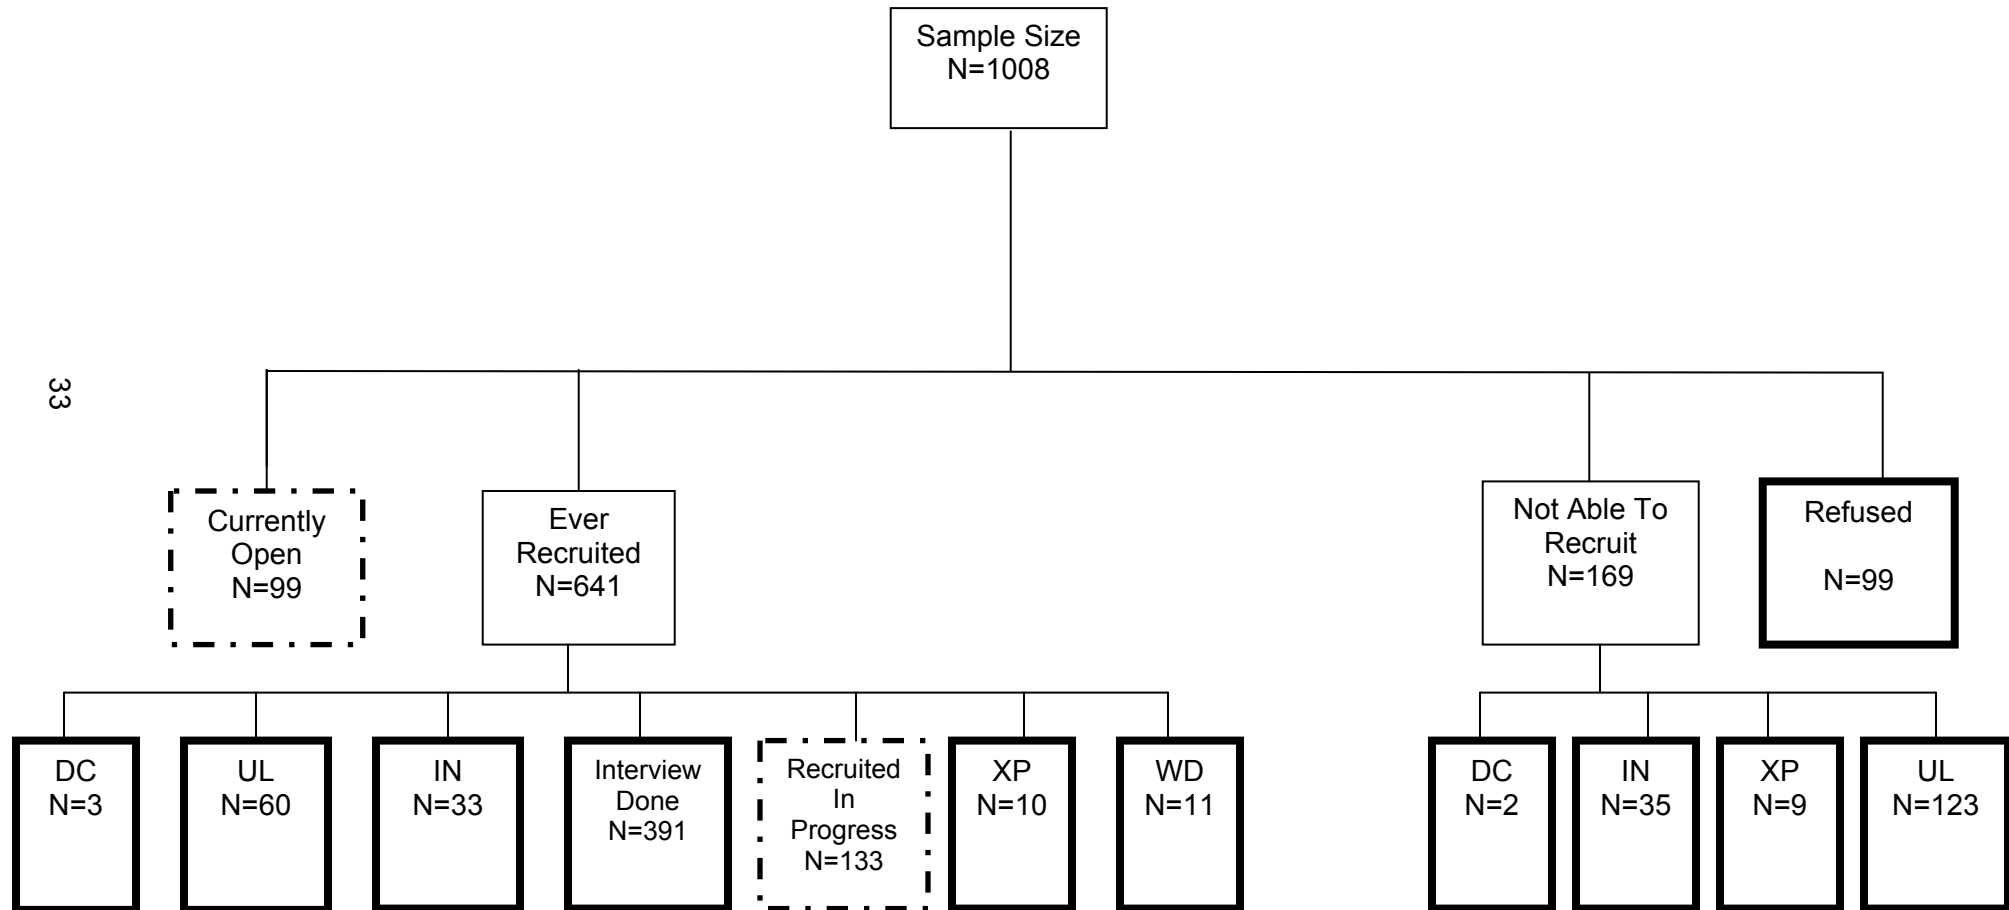 Sample Size
N=1008
33
Currently
Open
N=99
Ever
Recruited
N=641
Not Able To
Recruit
N=169
Refused
N=99
DC
N=3
UL
N=60
IN
N=33
Interview
Done
N=391
Recruited
In
Progress
N=133
XP
N=10
WD
N=11
DC
N=2
IN
N=35
XP
N=9
UL
N=123